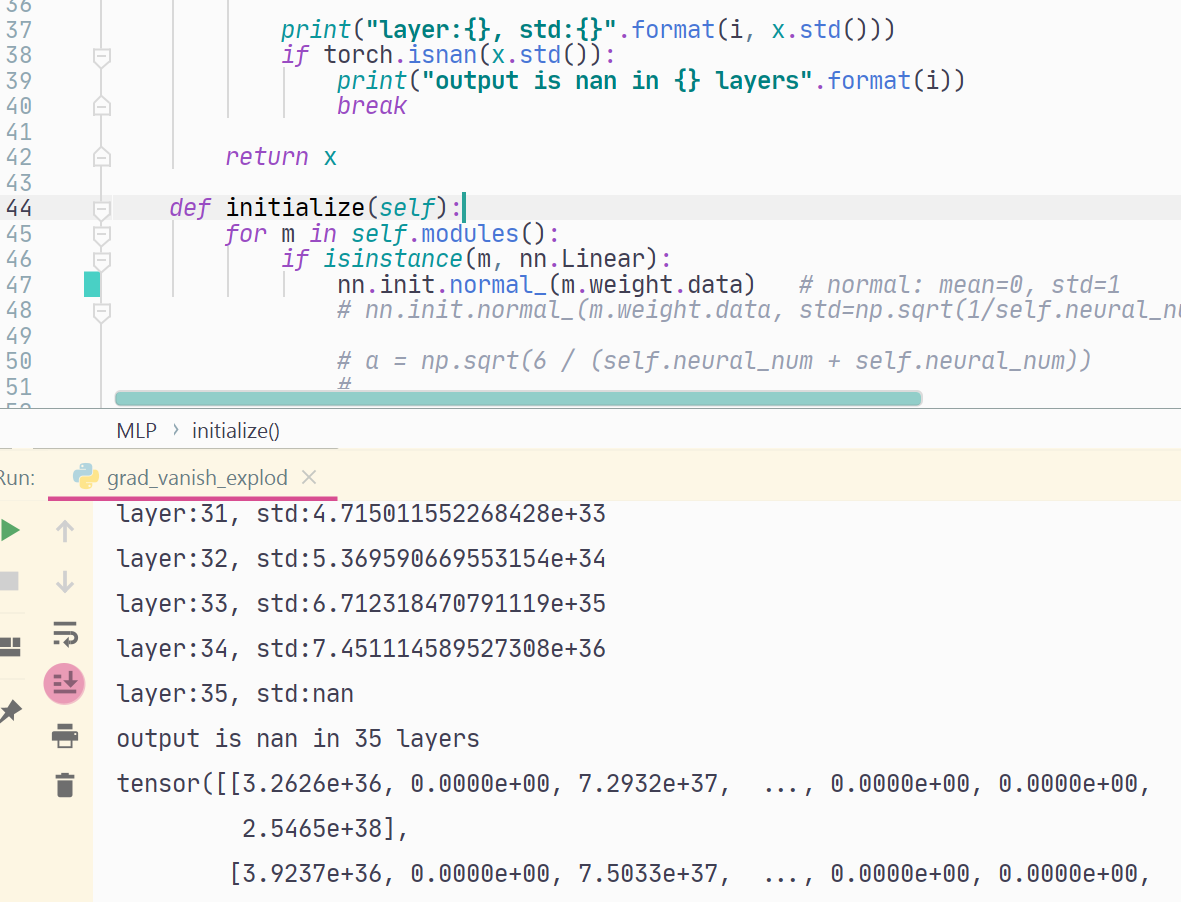 36
37 print("layer:{}, std:{}".format(i, x.std()))
38 if torch.isnan(x.std()):
39 print("output is nan in {} layers".format(i))
40 break
41
42 return x
43
44 def initialize(self):
45 for m in self.modules():
46 if isinstance(m, nn.Linear):
47 nn.init.normal_(m.weight.data)   # normal: mean=0, std=1
48 # nn.init.normal_(m.weight.data, std=np.sqrt(1/self.neural_nu
49
50 # a = np.sqrt(6 / (self.neural_num + self.neural_num))
51 #
MLP › initialize()
Run: grad_vanish_explod ×
layer:31, std:4.715011552268428e+33
layer:32, std:5.369590669553154e+34
layer:33, std:6.712318470791119e+35
layer:34, std:7.451114589527308e+36
layer:35, std:nan
output is nan in 35 layers
tensor([[3.2626e+36, 0.0000e+00, 7.2932e+37,  ..., 0.0000e+00, 0.0000e+00,
2.5465e+38],
[3.9237e+36, 0.0000e+00, 7.5033e+37,  ..., 0.0000e+00, 0.0000e+00,